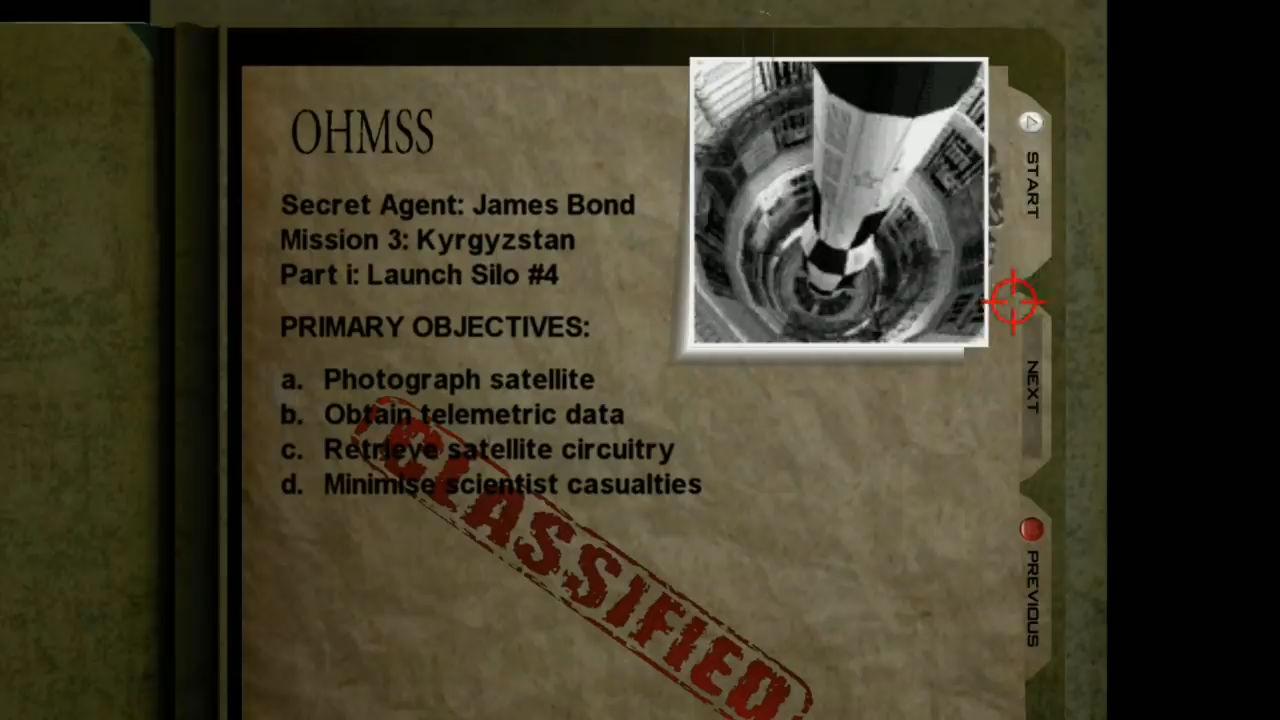 OHMSS
Secret Agent: James Bond
Mission 3: Kyrgyzstan
Part i: Launch Silo #4
PRIMARY OBJECTIVES:
a. Photograph satellite
b. Obtain telemetric data
c. Retrieve satellite circuitry
d. Minimise scientist casualties
CLASSIFIED
START
NEXT
PREVIOUS